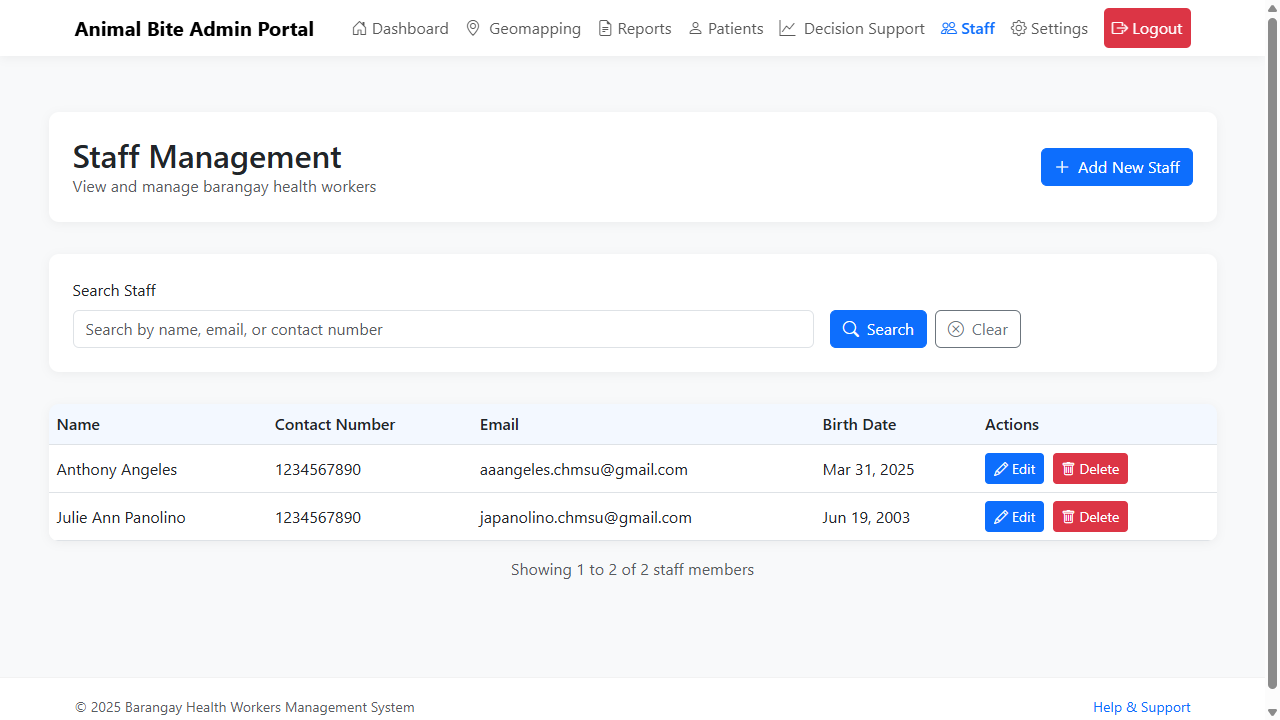 Animal Bite Admin Portal Dashboard Geomapping Reports Patients Decision Support Staff Settings Logout
Staff Management
View and manage barangay health workers
Add New Staff
Search Staff
Search by name, email, or contact number Search Clear
Name Contact Number Email Birth Date Actions
Anthony Angeles 1234567890 aaangeles.chmsu@gmail.com Mar 31, 2025 Edit Delete
Julie Ann Panolino 1234567890 japanolino.chmsu@gmail.com Jun 19, 2003 Edit Delete
Showing 1 to 2 of 2 staff members
© 2025 Barangay Health Workers Management System Help & Support